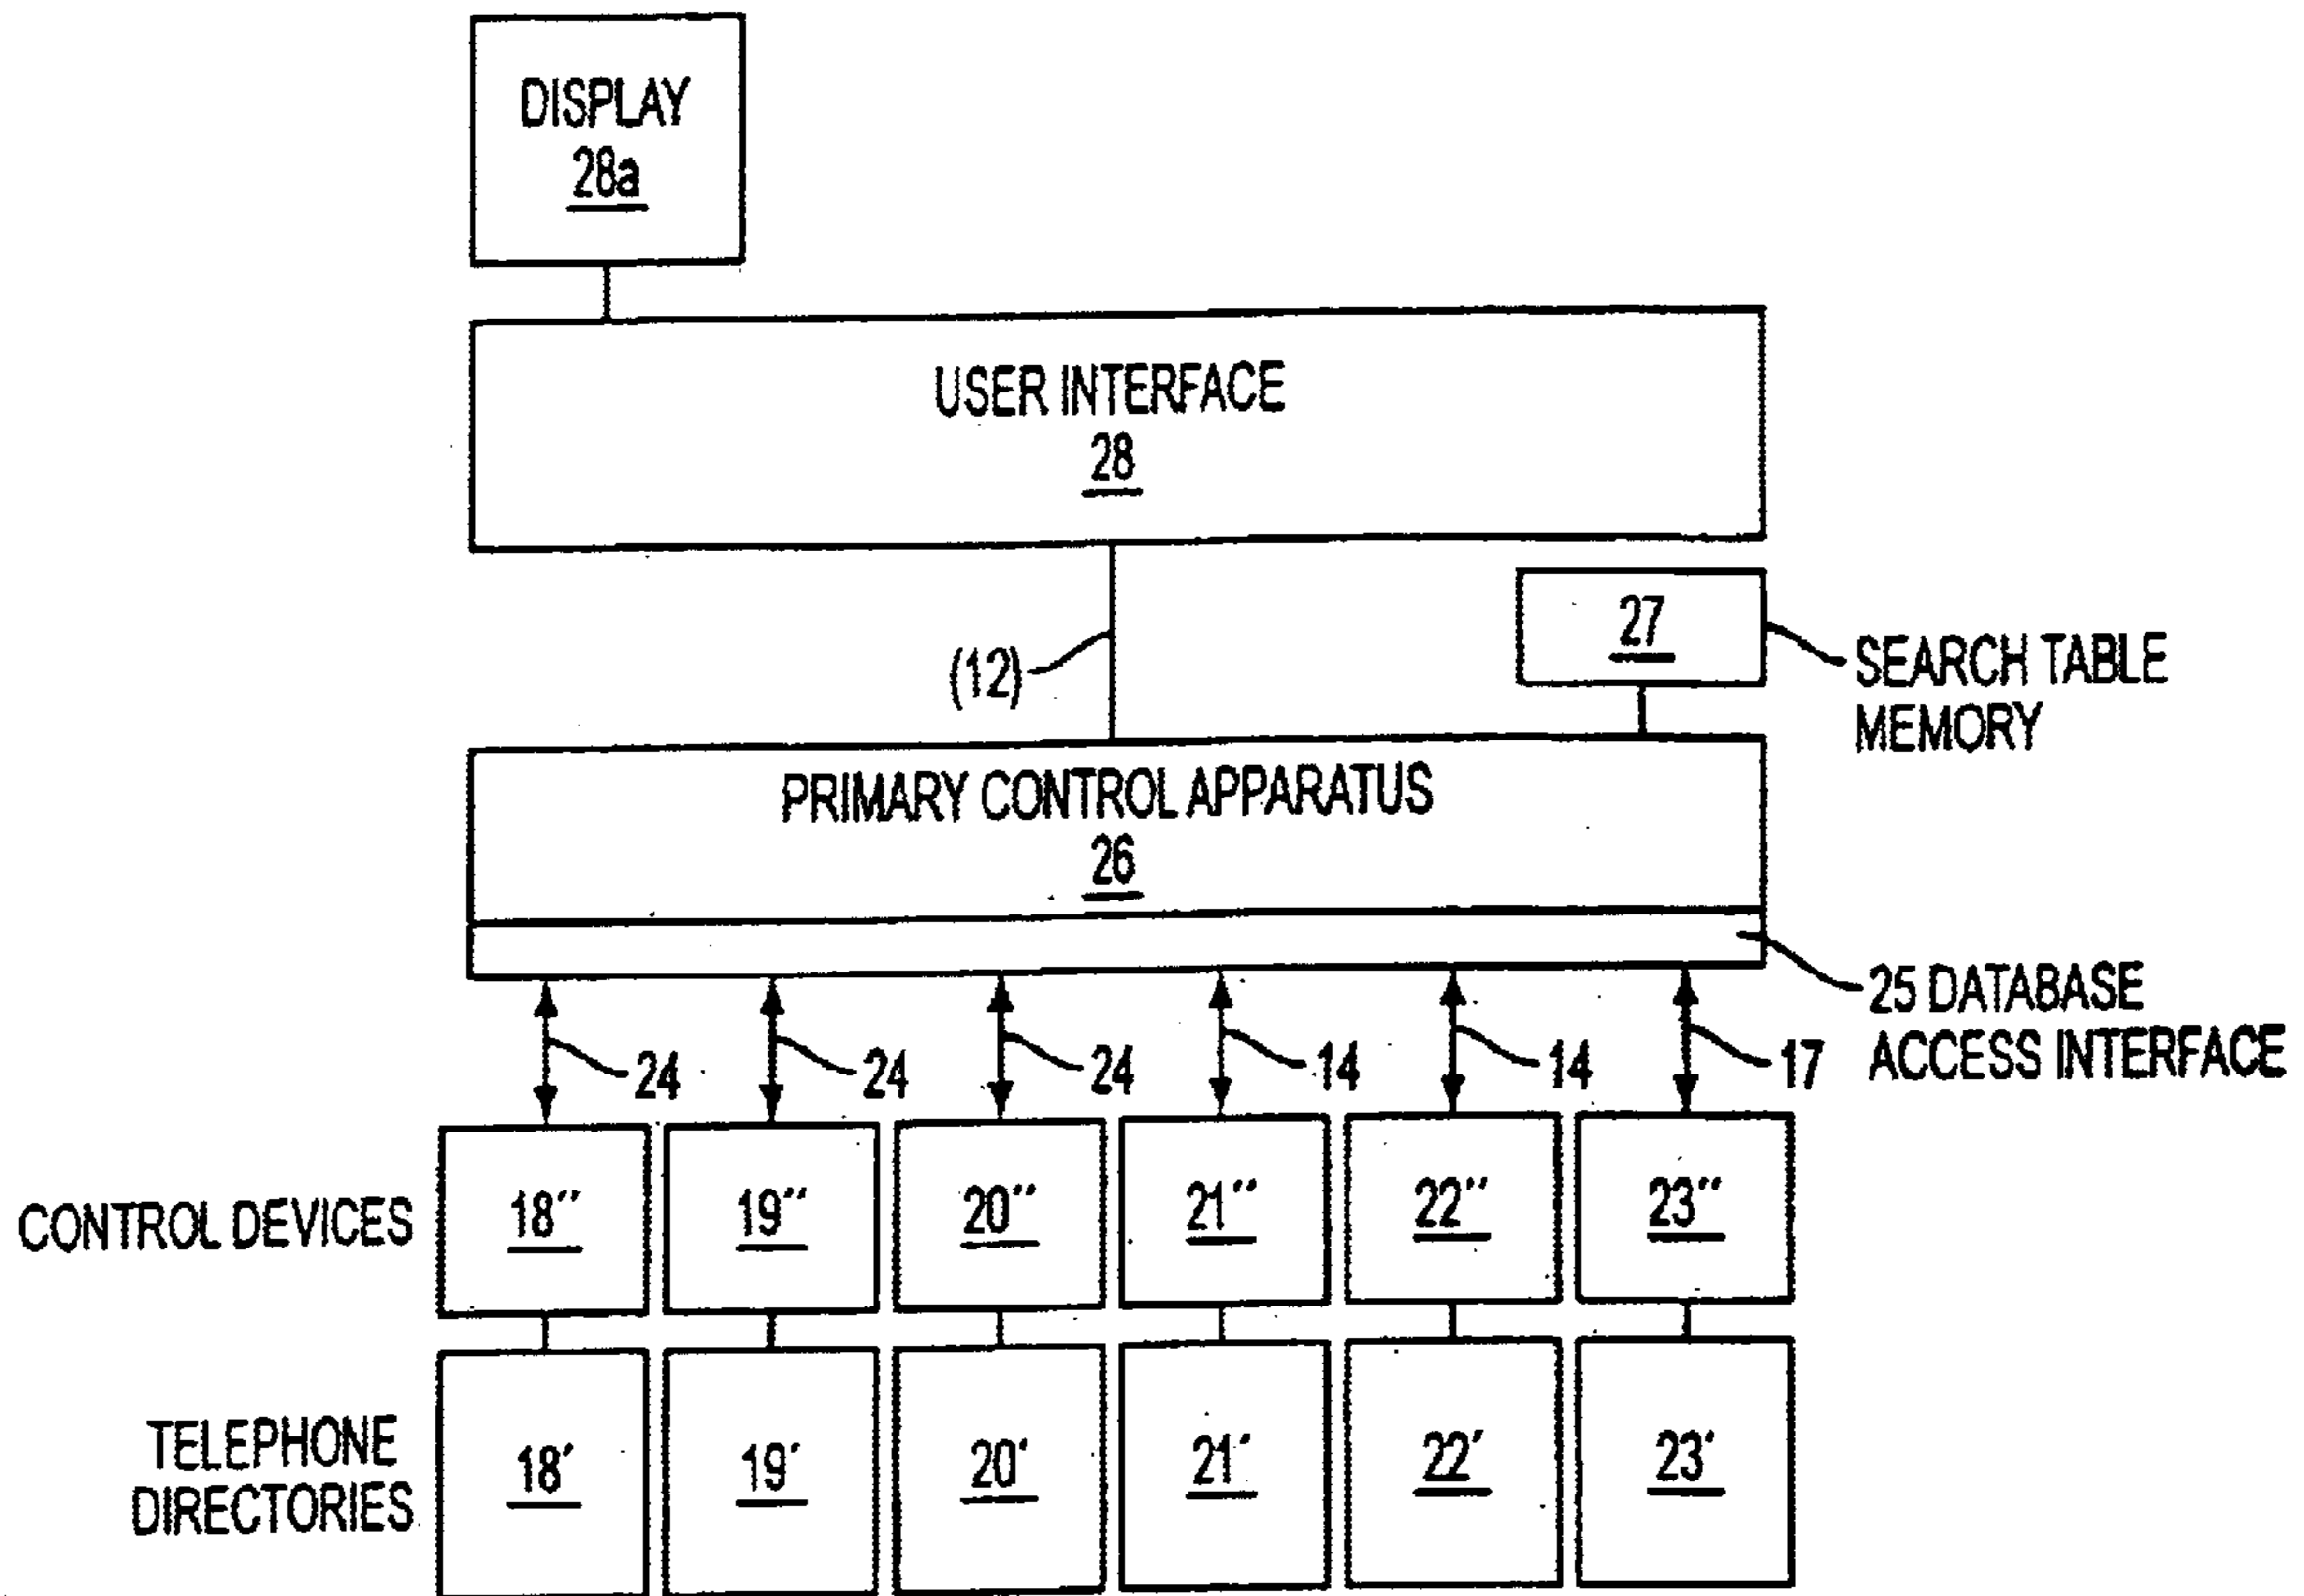 DISPLAY
28a
USER INTERFACE
28
(12)
27
SEARCH TABLE
MEMORY
PRIMARY CONTROL APPARATUS
26
25 DATABASE
ACCESS INTERFACE
24 24 24 14 14 17
CONTROL DEVICES
18″ 19″ 20″ 21″ 22″ 23″
TELEPHONE
DIRECTORIES
18′ 19′ 20′ 21′ 22′ 23′